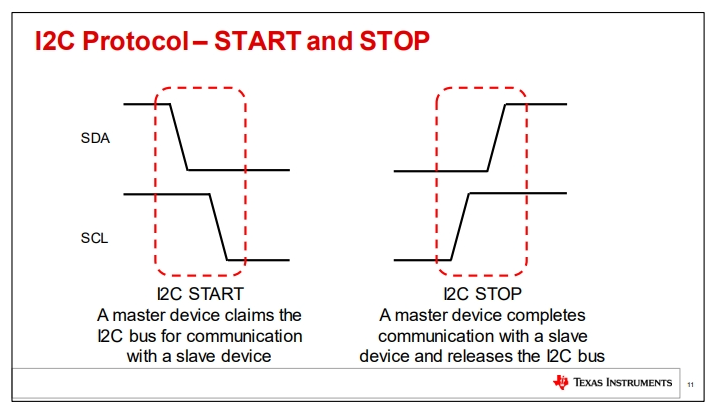 I2C Protocol – START and STOP
SDA
SCL
I2C START
A master device claims the
I2C bus for communication
with a slave device
I2C STOP
A master device completes
communication with a slave
device and releases the I2C bus
TEXAS INSTRUMENTS
11